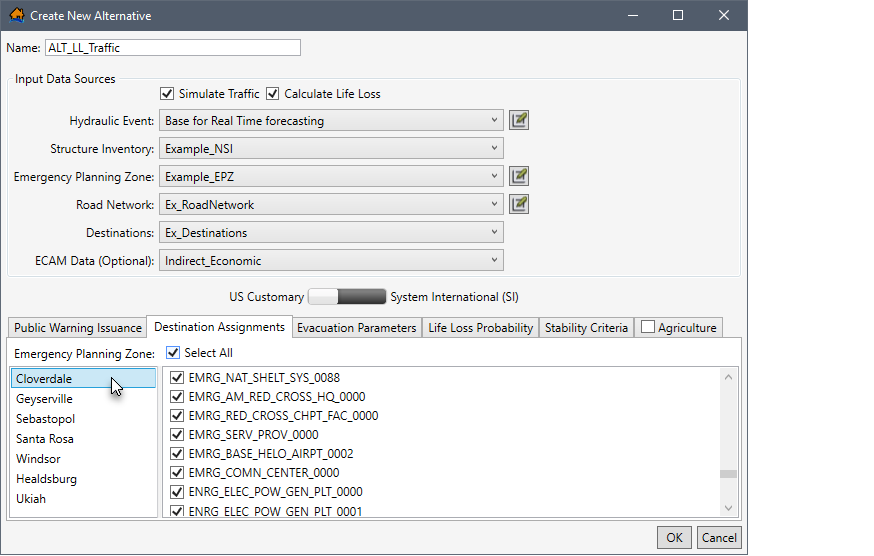 Create New Alternative
Name: ALT_LL_Traffic
Input Data Sources
Simulate Traffic Calculate Life Loss
Hydraulic Event: Base for Real Time forecasting
Structure Inventory: Example_NSI
Emergency Planning Zone: Example_EPZ
Road Network: Ex_RoadNetwork
Destinations: Ex_Destinations
ECAM Data (Optional): Indirect_Economic
US Customary System International (SI)
Public Warning Issuance Destination Assignments Evacuation Parameters Life Loss Probability Stability Criteria Agriculture
Emergency Planning Zone: Select All
Cloverdale
Geyserville
Sebastopol
Santa Rosa
Windsor
Healdsburg
Ukiah
EMRG_NAT_SHELT_SYS_0088
EMRG_AM_RED_CROSS_HQ_0000
EMRG_RED_CROSS_CHPT_FAC_0000
EMRG_SERV_PROV_0000
EMRG_BASE_HELO_AIRPT_0002
EMRG_COMN_CENTER_0000
ENRG_ELEC_POW_GEN_PLT_0000
ENRG_ELEC_POW_GEN_PLT_0001
OK Cancel